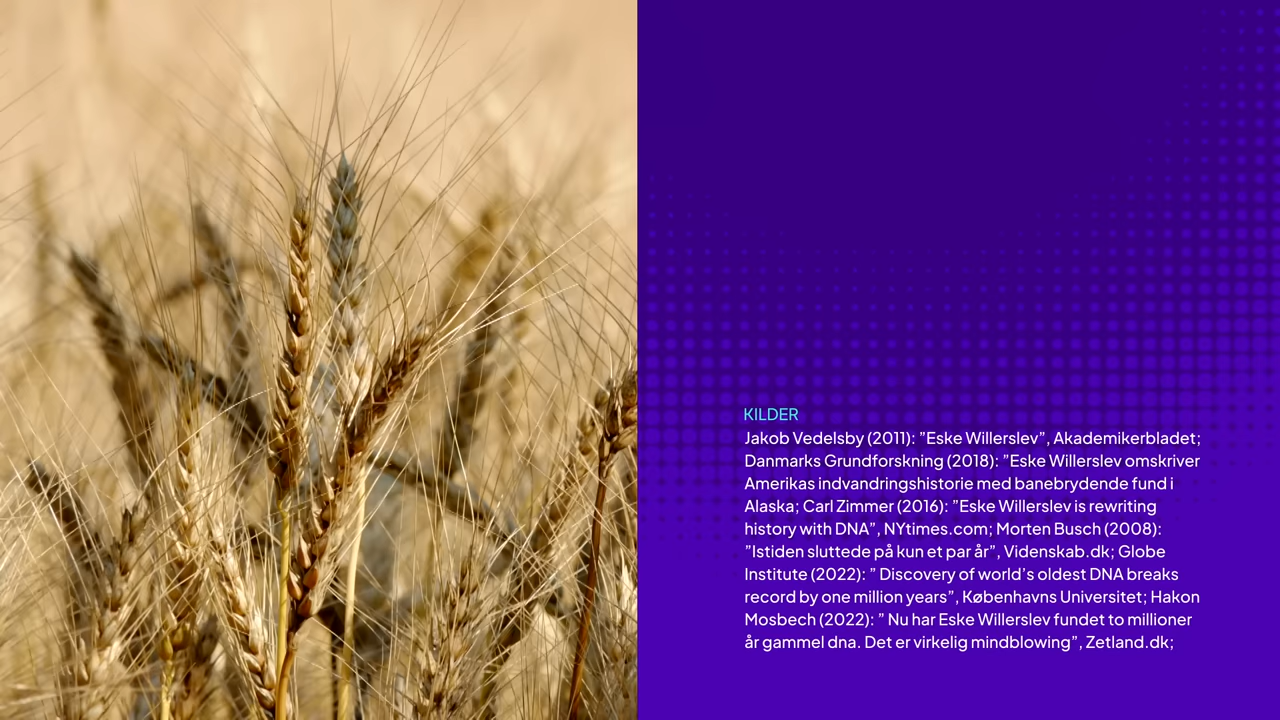 KILDER
Jakob Vedelsby (2011): ”Eske Willerslev”, Akademikerbladet;
Danmarks Grundforskning (2018): ”Eske Willerslev omskriver
Amerikas indvandringshistorie med banebrydende fund i
Alaska; Carl Zimmer (2016): ”Eske Willerslev is rewriting
history with DNA”, NYtimes.com; Morten Busch (2008):
”Istiden sluttede på kun et par år”, Videnskab.dk; Globe
Institute (2022): ” Discovery of world’s oldest DNA breaks
record by one million years”, Københavns Universitet; Hakon
Mosbech (2022): ” Nu har Eske Willerslev fundet to millioner
år gammel dna. Det er virkelig mindblowing”, Zetland.dk;